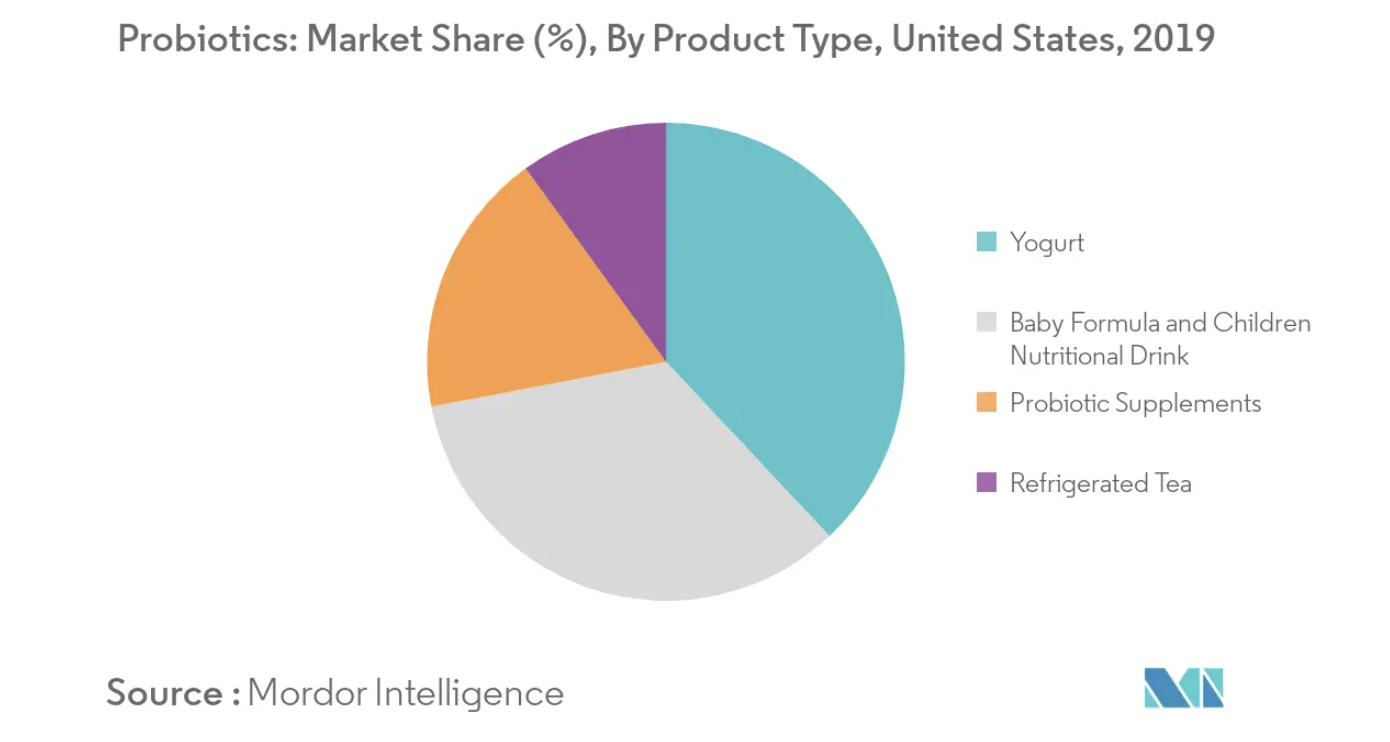 Probiotics: Market Share (%), By Product Type, United States, 2019
Yogurt
Baby Formula and Children
Nutritional Drink
Probiotic Supplements
Refrigerated Tea
Source : Mordor Intelligence